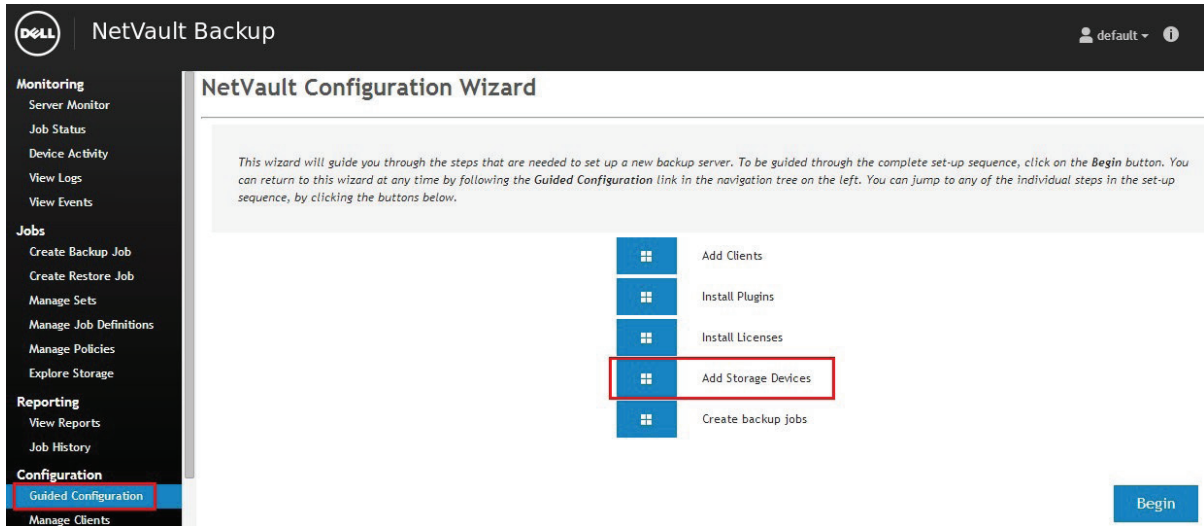 DELL
NetVault Backup
default
Monitoring
Server Monitor
Job Status
Device Activity
View Logs
View Events
Jobs
Create Backup Job
Create Restore Job
Manage Sets
Manage Job Definitions
Manage Policies
Explore Storage
Reporting
View Reports
Job History
Configuration
Guided Configuration
Manage Clients
NetVault Configuration Wizard
This wizard will guide you through the steps that are needed to set up a new backup server. To be guided through the complete set-up sequence, click on the Begin button. You
can return to this wizard at any time by following the Guided Configuration link in the navigation tree on the left. You can jump to any of the individual steps in the set-up
sequence, by clicking the buttons below.
Add Clients
Install Plugins
Install Licenses
Add Storage Devices
Create backup jobs
Begin